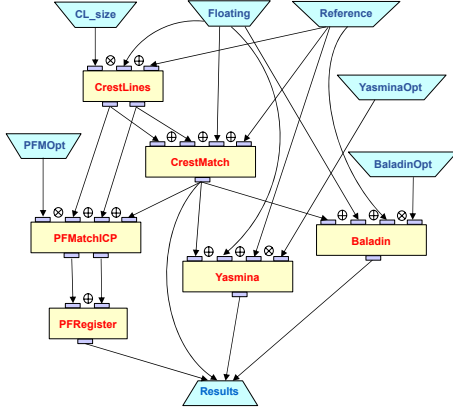 CL_size
Floating
Reference
⊗ ⊕
CrestLines
YasminaOpt
PFMOpt
⊕ ⊕ ⊕
CrestMatch
BaladinOpt
⊗ ⊕ ⊕
⊕ ⊕ ⊗
PFMatchICP
Baladin
⊕ ⊕ ⊗
Yasmina
⊕
PFRegister
Results